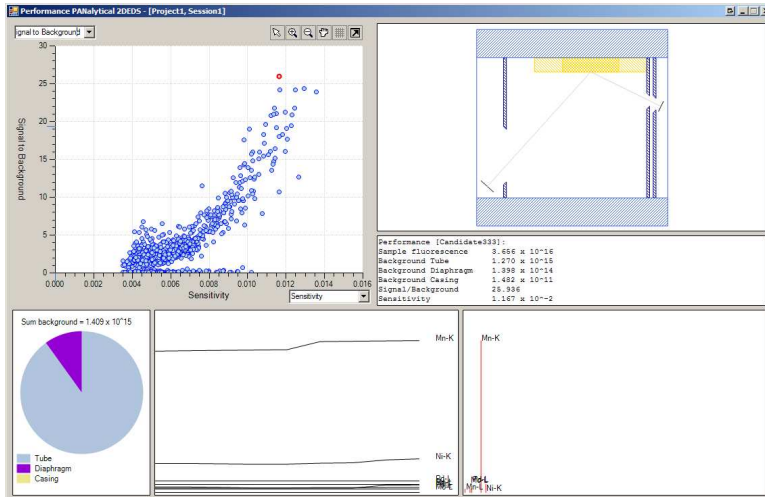 Performance PANalytical 2DEDS - [Project1, Session1]
ignal to Background
30
25
20
15
10
5
0
Signal to Background
0.000 0.002 0.004 0.006 0.008 0.010 0.012 0.014 0.016
Sensitivity
Sensitivity
Performance [Candidate333]:
Sample fluorescence 3.656 x 10^16
Background Tube 1.270 x 10^15
Background Diaphragm 1.398 x 10^14
Background Casing 1.482 x 10^11
Signal/Background 25.936
Sensitivity 1.167 x 10^-2
Sum background = 1.409 x 10^15
Tube
Diaphragm
Casing
Mn-K
Ni-K
Mn-K
Mn-L
Ni-K